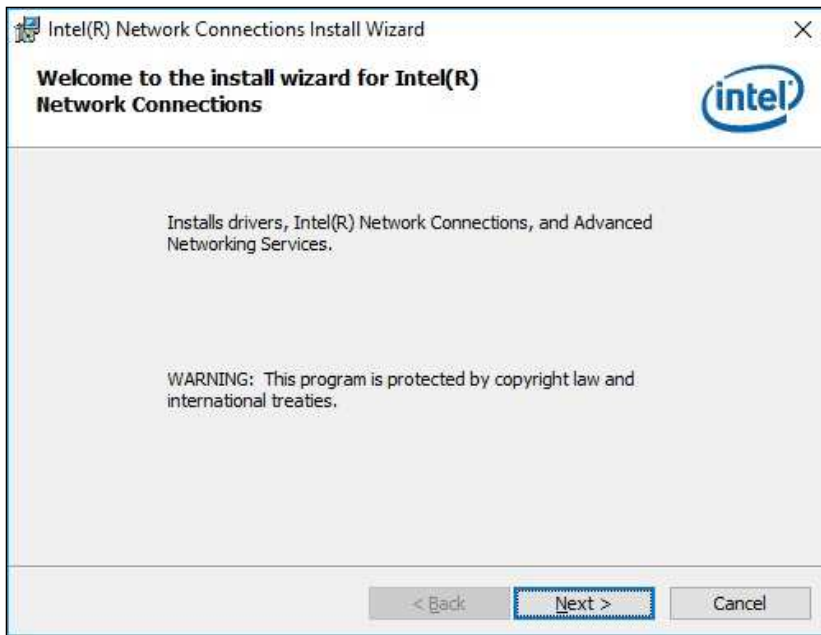 Intel(R) Network Connections Install Wizard
Welcome to the install wizard for Intel(R)
Network Connections
intel
Installs drivers, Intel(R) Network Connections, and Advanced
Networking Services.
WARNING:  This program is protected by copyright law and
international treaties.
< Back
Next >
Cancel